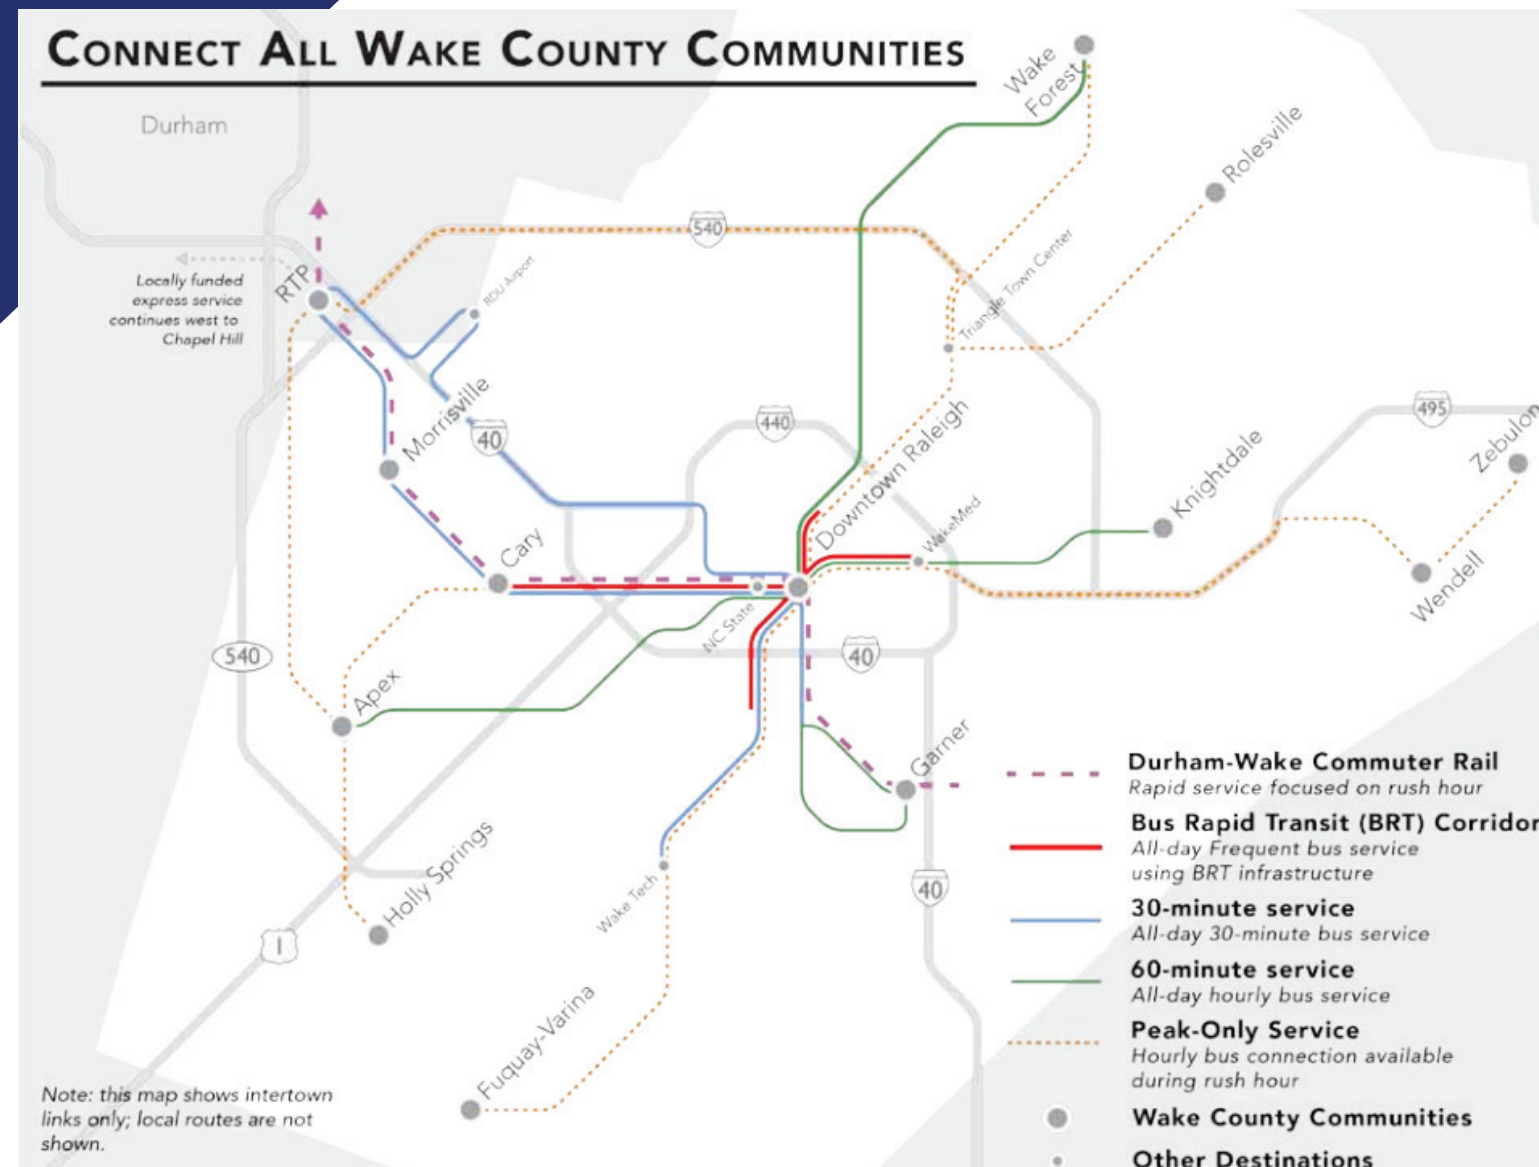 CONNECT ALL WAKE COUNTY COMMUNITIES
Durham
Wake
Forest
Rolesville
540
Locally funded
express service
continues west to
Chapel Hill
RTP
RDU Airport
Triangle Town Center
Morrisville
40
440
Downtown Raleigh
495
Zebulon
Knightdale
WakeMed
Cary
NC State
Wendell
540
40
Apex
Garner
Holly Springs
Wake Tech
40
1
Fuquay-Varina
Durham-Wake Commuter Rail
Rapid service focused on rush hour
Bus Rapid Transit (BRT) Corridor
All-day Frequent bus service
using BRT infrastructure
30-minute service
All-day 30-minute bus service
60-minute service
All-day hourly bus service
Peak-Only Service
Hourly bus connection available
during rush hour
Wake County Communities
Other Destinations
Note: this map shows intertown
links only; local routes are not
shown.